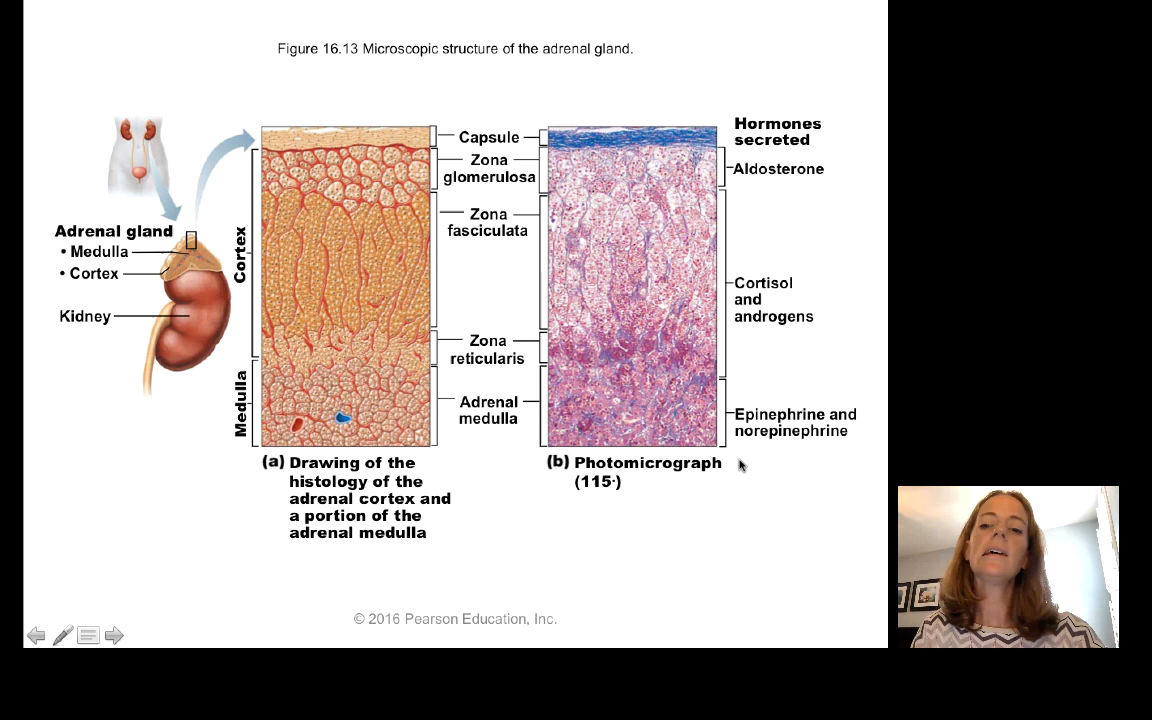 Figure 16.13 Microscopic structure of the adrenal gland.
Adrenal gland
• Medulla
• Cortex
Kidney
Cortex
Medulla
Capsule
Zona
glomerulosa
Zona
fasciculata
Zona
reticularis
Adrenal
medulla
Hormones
secreted
Aldosterone
Cortisol
and
androgens
Epinephrine and
norepinephrine
(a) Drawing of the
histology of the
adrenal cortex and
a portion of the
adrenal medulla
(b) Photomicrograph
(115·)
© 2016 Pearson Education, Inc.